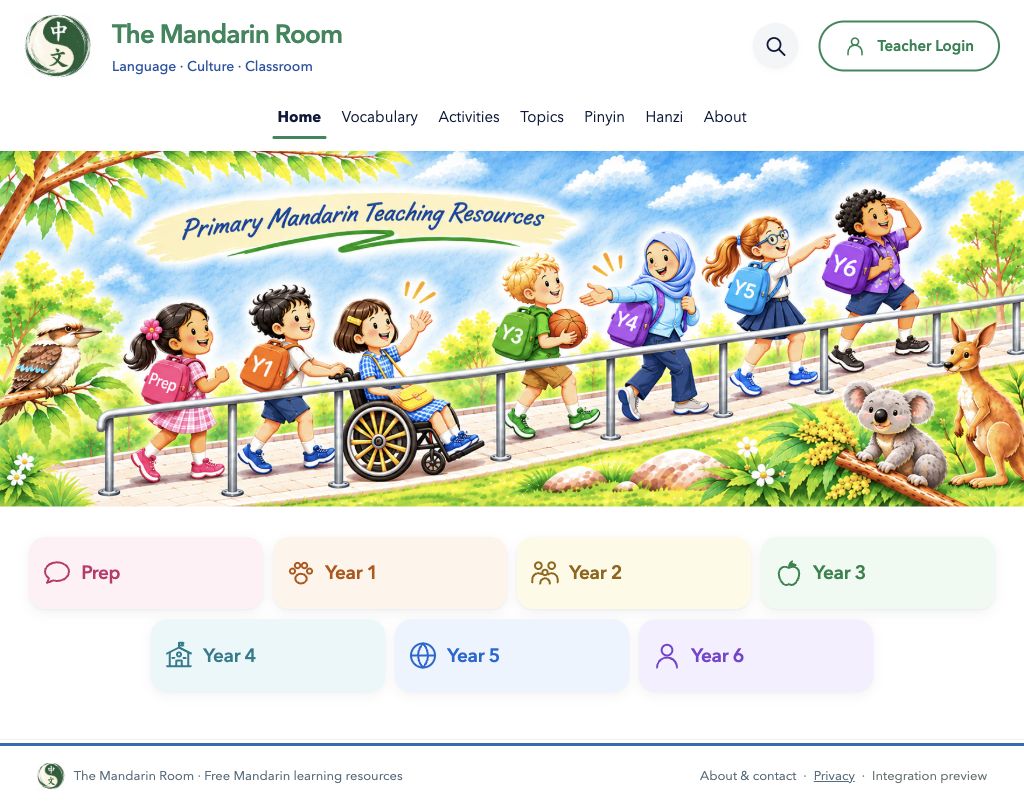 中
文
The Mandarin Room
Language · Culture · Classroom
Teacher Login
Home Vocabulary Activities Topics Pinyin Hanzi About
Primary Mandarin Teaching Resources
Prep
Y1
Y3
Y4
Y5
Y6
Prep
Year 1
Year 2
Year 3
Year 4
Year 5
Year 6
中
文
The Mandarin Room · Free Mandarin learning resources
About & contact · Privacy · Integration preview